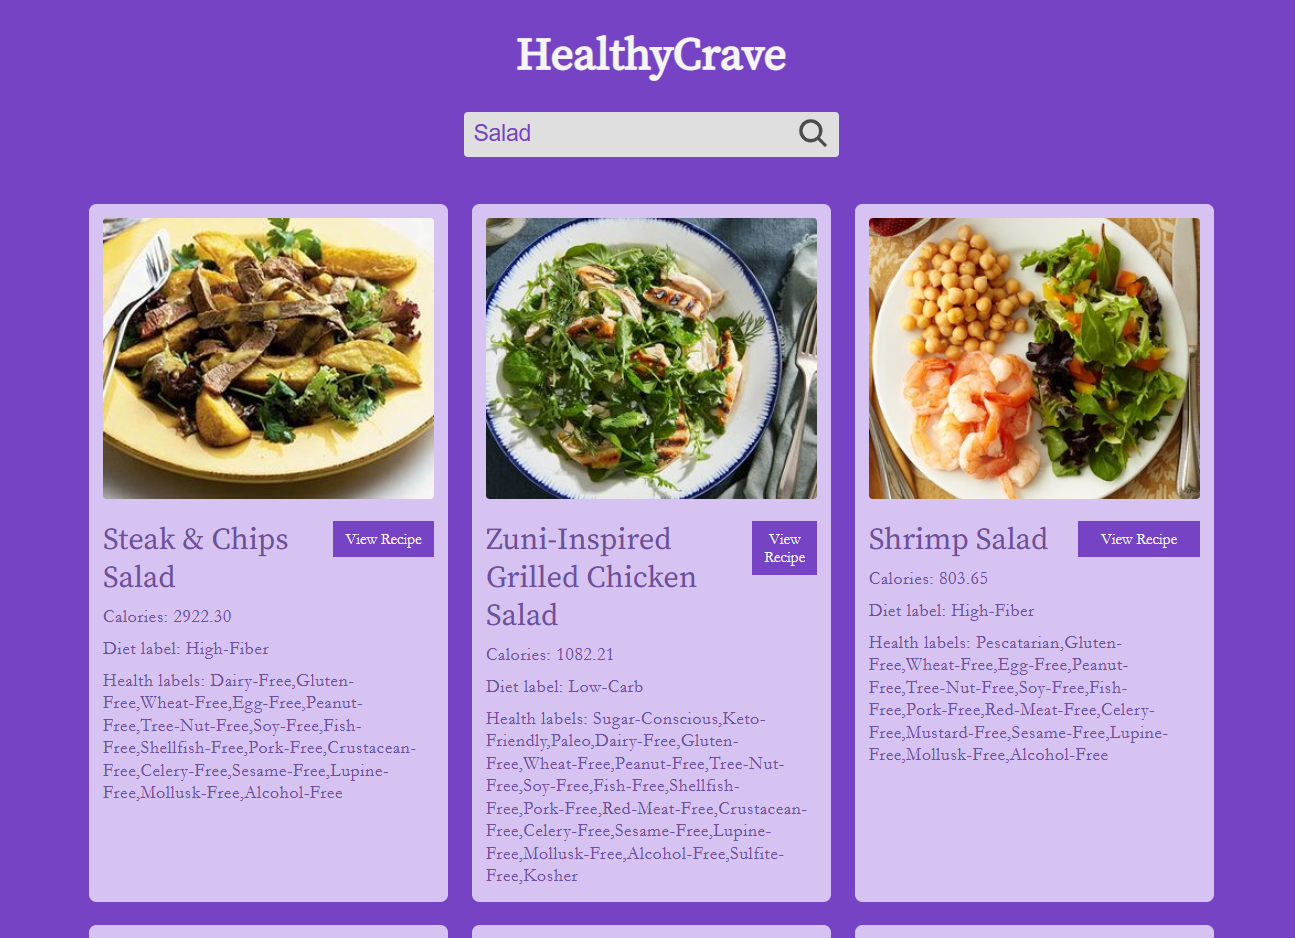 HealthyCrave
Salad
Steak & Chips
Salad
View Recipe
Calories: 2922.30
Diet label: High-Fiber
Health labels: Dairy-Free,Gluten-
Free,Wheat-Free,Egg-Free,Peanut-
Free,Tree-Nut-Free,Soy-Free,Fish-
Free,Shellfish-Free,Pork-Free,Crustacean-
Free,Celery-Free,Sesame-Free,Lupine-
Free,Mollusk-Free,Alcohol-Free
Zuni-Inspired
Grilled Chicken
Salad
View
Recipe
Calories: 1082.21
Diet label: Low-Carb
Health labels: Sugar-Conscious,Keto-
Friendly,Paleo,Dairy-Free,Gluten-
Free,Wheat-Free,Peanut-Free,Tree-Nut-
Free,Soy-Free,Fish-Free,Shellfish-
Free,Pork-Free,Red-Meat-Free,Crustacean-
Free,Celery-Free,Sesame-Free,Lupine-
Free,Mollusk-Free,Alcohol-Free,Sulfite-
Free,Kosher
Shrimp Salad
View Recipe
Calories: 803.65
Diet label: High-Fiber
Health labels: Pescatarian,Gluten-
Free,Wheat-Free,Egg-Free,Peanut-
Free,Tree-Nut-Free,Soy-Free,Fish-
Free,Pork-Free,Red-Meat-Free,Celery-
Free,Mustard-Free,Sesame-Free,Lupine-
Free,Mollusk-Free,Alcohol-Free